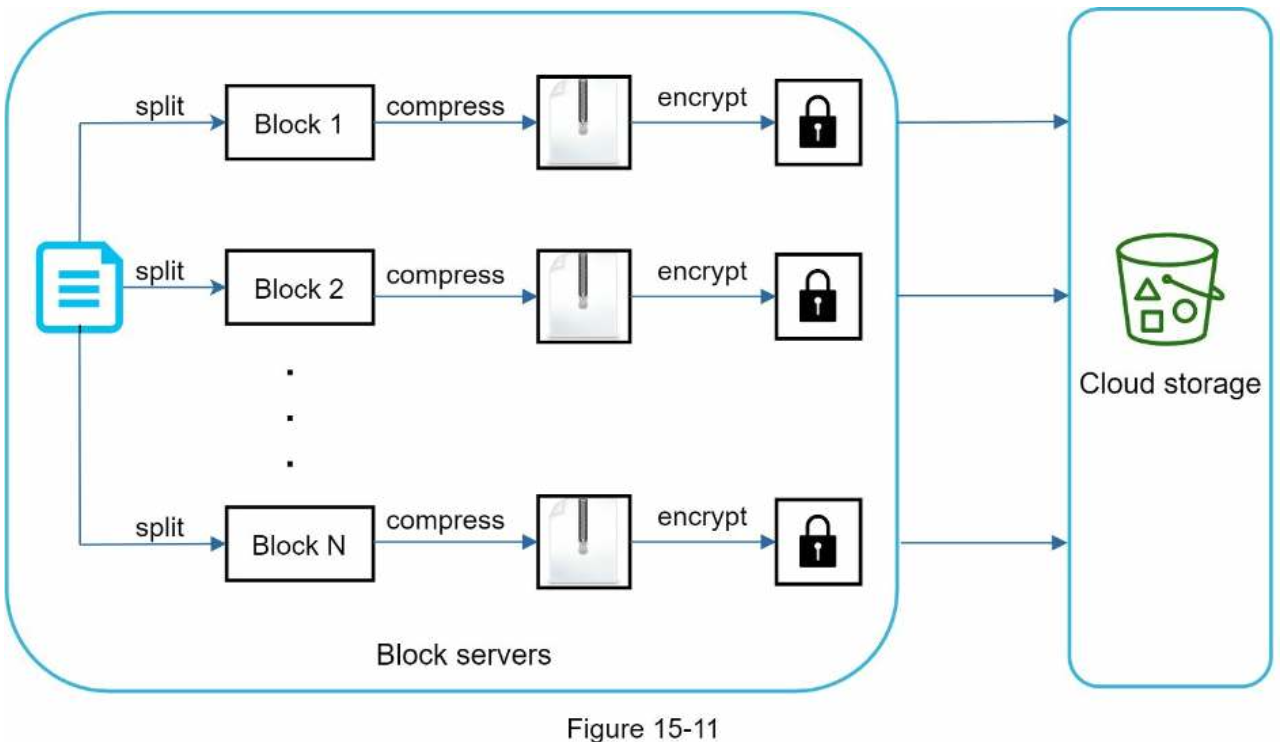 split
Block 1
compress
encrypt
split
Block 2
compress
encrypt
.
.
.
split
Block N
compress
encrypt
Block servers
Cloud storage
Figure 15-11